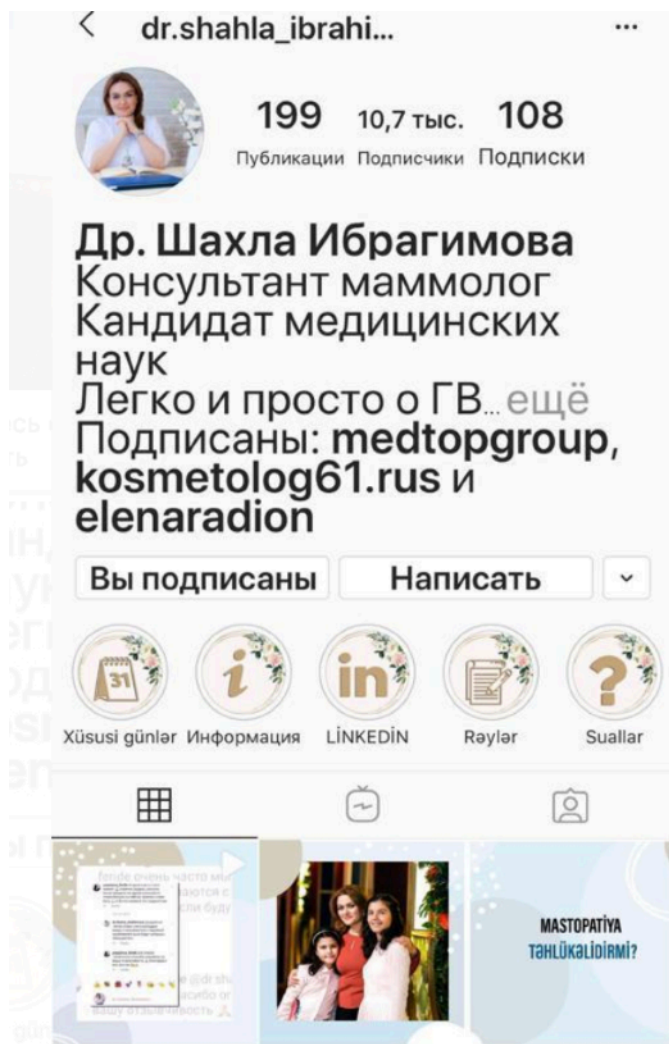 dr.shahla_ibrahi...
199 10,7 тыс. 108
Публикации Подписчики Подписки
Др. Шахла Ибрагимова
Консультант маммолог
Кандидат медицинских
наук
Легко и просто о ГВ... ещё
Подписаны: medtopgroup,
kosmetolog61.rus и
elenaradion
Вы подписаны Написать
31 in ?
Xüsusi günlər Информация LİNKEDİN Rəylər Suallar
MASTOPATİYA
TƏHLÜKƏLİDİRMİ?